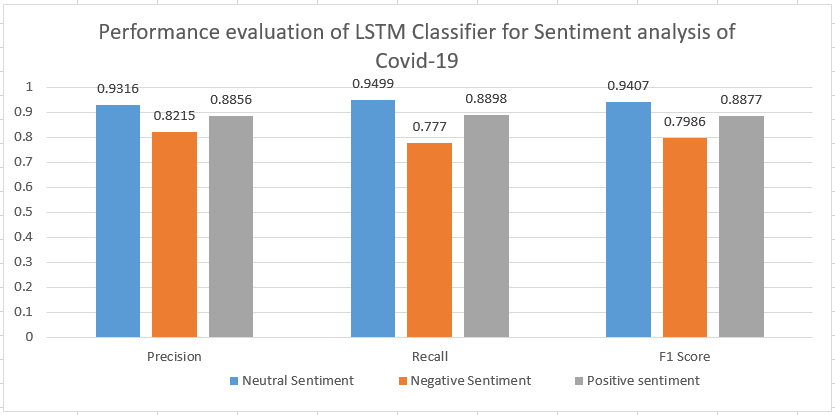 Performance evaluation of LSTM Classifier for Sentiment analysis of
Covid-19
1
0.9
0.8
0.7
0.6
0.5
0.4
0.3
0.2
0.1
0
0.9316
0.8215
0.8856
0.9499
0.777
0.8898
0.9407
0.7986
0.8877
Precision
Recall
F1 Score
Neutral Sentiment
Negative Sentiment
Positive sentiment